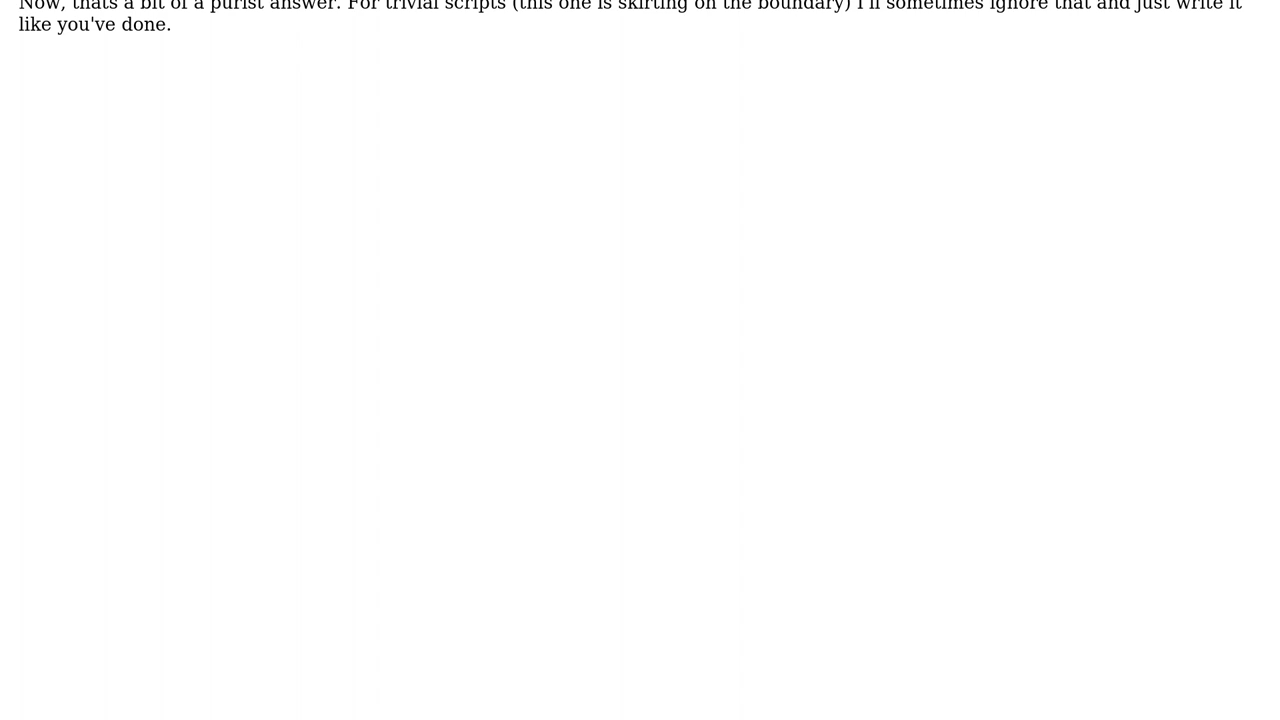 Now, thats a bit of a purist answer. For trivial scripts (this one is skirting on the boundary) I'll sometimes ignore that and just write it
like you've done.